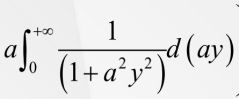 a∫₀⁺∞ 1/(1+a²y²) d(ay)